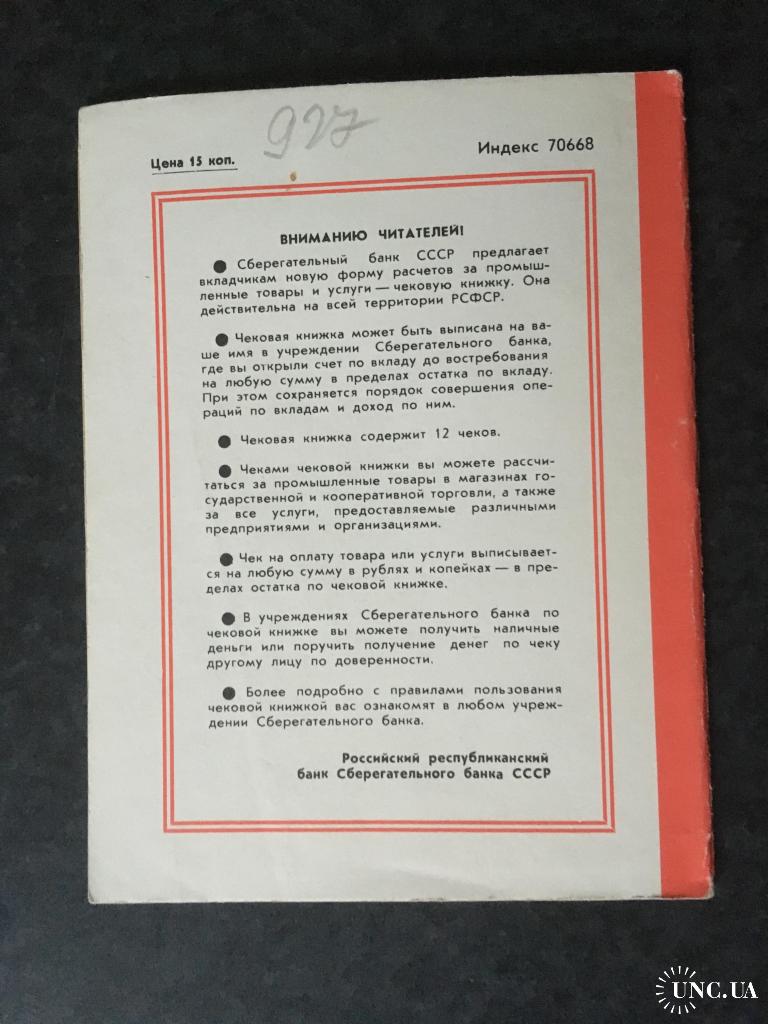 927
Цена 15 коп.
Индекс 70668
ВНИМАНИЮ ЧИТАТЕЛЕЙ!
● Сберегательный банк СССР предлагает
вкладчикам новую форму расчетов за промыш-
ленные товары и услуги — чековую книжку. Она
действительна на всей территории РСФСР.
● Чековая книжка может быть выписана на ва-
ше имя в учреждении Сберегательного банка,
где вы открыли счет по вкладу до востребования
на любую сумму в пределах остатка по вкладу.
При этом сохраняется порядок совершения опе-
раций по вкладам и доход по ним.
● Чековая книжка содержит 12 чеков.
● Чеками чековой книжки вы можете рассчи-
таться за промышленные товары в магазинах го-
сударственной и кооперативной торговли, а также
за все услуги, предоставляемые различными
предприятиями и организациями.
● Чек на оплату товара или услуги выписывает-
ся на любую сумму в рублях и копейках — в пре-
делах остатка по чековой книжке.
● В учреждениях Сберегательного банка по
чековой книжке вы можете получить наличные
деньги или поручить получение денег по чеку
другому лицу по доверенности.
● Более подробно с правилами пользования
чековой книжкой вас ознакомят в любом учреж-
дении Сберегательного банка.
Российский республиканский
банк Сберегательного банка СССР
UNC.UA